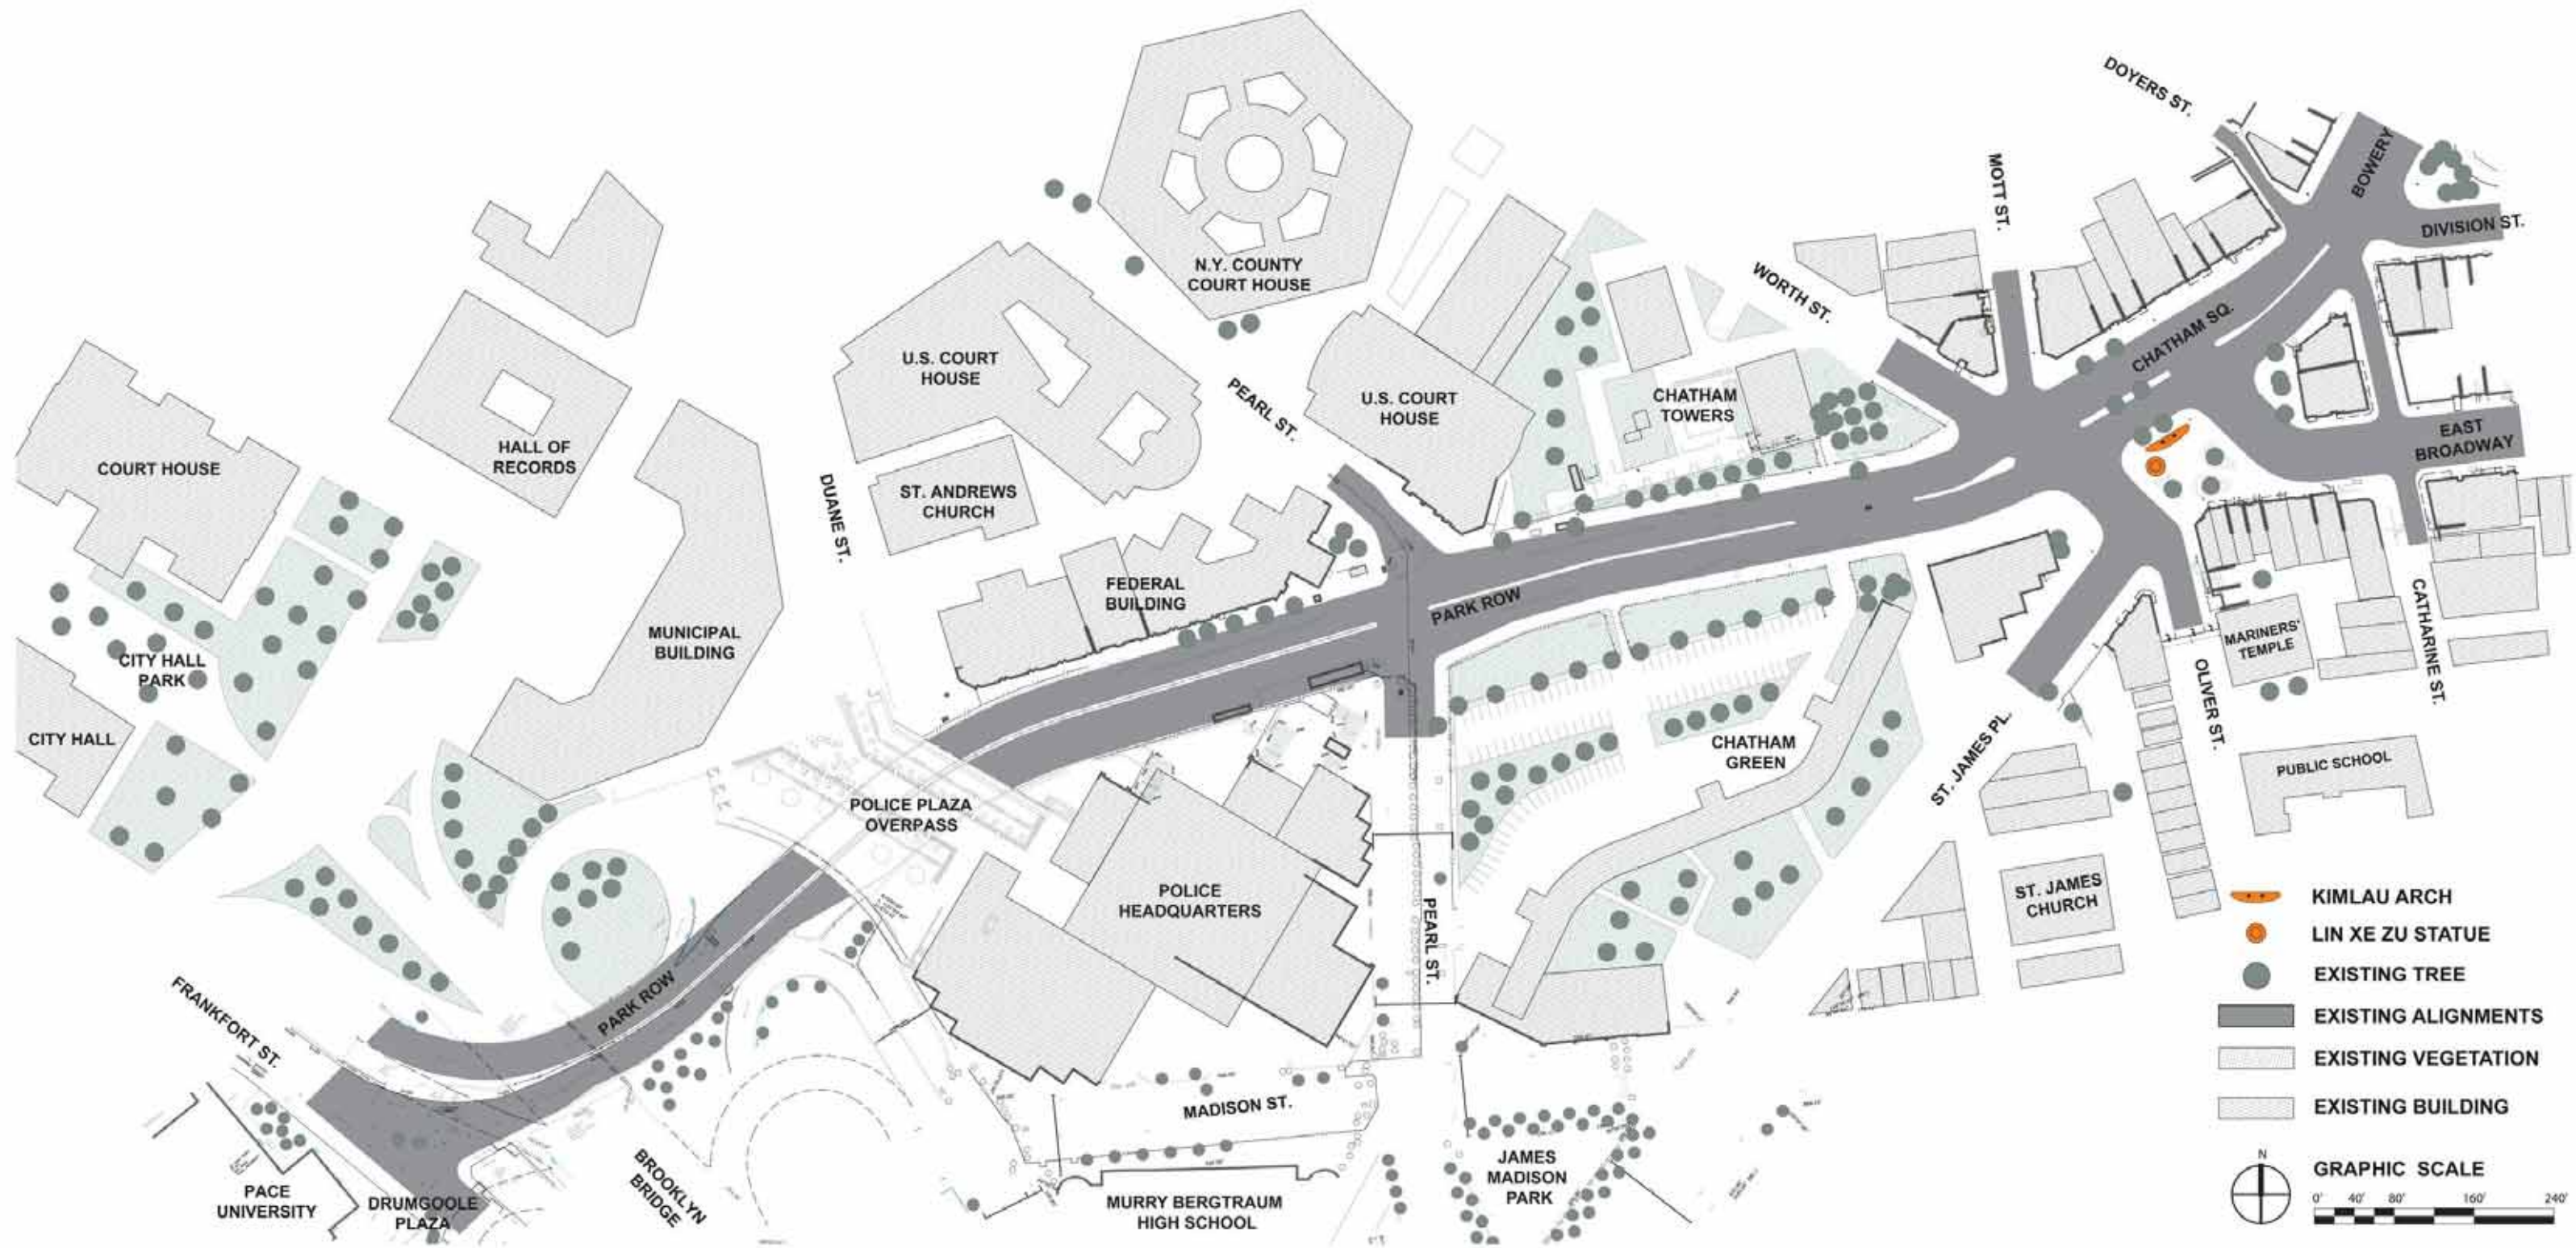 DOYERS ST.
BOWERY
MOTT ST.
DIVISION ST.
N.Y. COUNTY
COURT HOUSE
WORTH ST.
CHATHAM SQ.
U.S. COURT
HOUSE
PEARL ST.
U.S. COURT
HOUSE
CHATHAM
TOWERS
EAST
BROADWAY
COURT HOUSE
HALL OF
RECORDS
DUANE ST.
ST. ANDREWS
CHURCH
FEDERAL
BUILDING
PARK ROW
MUNICIPAL
BUILDING
CITY HALL
PARK
CITY HALL
MARINERS'
TEMPLE
CATHARINE ST.
OLIVER ST.
ST. JAMES PL.
CHATHAM
GREEN
PUBLIC SCHOOL
POLICE PLAZA
OVERPASS
POLICE
HEADQUARTERS
PEARL ST.
ST. JAMES
CHURCH
PARK ROW
FRANKFORT ST.
MADISON ST.
BROOKLYN
BRIDGE
PACE
UNIVERSITY
DRUMGOOLE
PLAZA
MURRY BERGTRAUM
HIGH SCHOOL
JAMES
MADISON
PARK
KIMLAU ARCH
LIN XE ZU STATUE
EXISTING TREE
EXISTING ALIGNMENTS
EXISTING VEGETATION
EXISTING BUILDING
N
GRAPHIC SCALE
0' 40' 80' 160' 240'